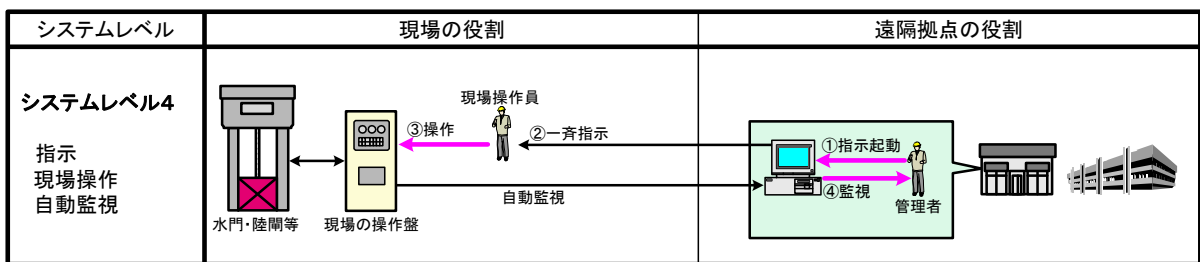 システムレベル
現場の役割
遠隔拠点の役割
システムレベル4
指示
現場操作
自動監視
現場操作員
③操作
②一斉指示
①指示起動
自動監視
④監視
管理者
水門・陸閘等
現場の操作盤